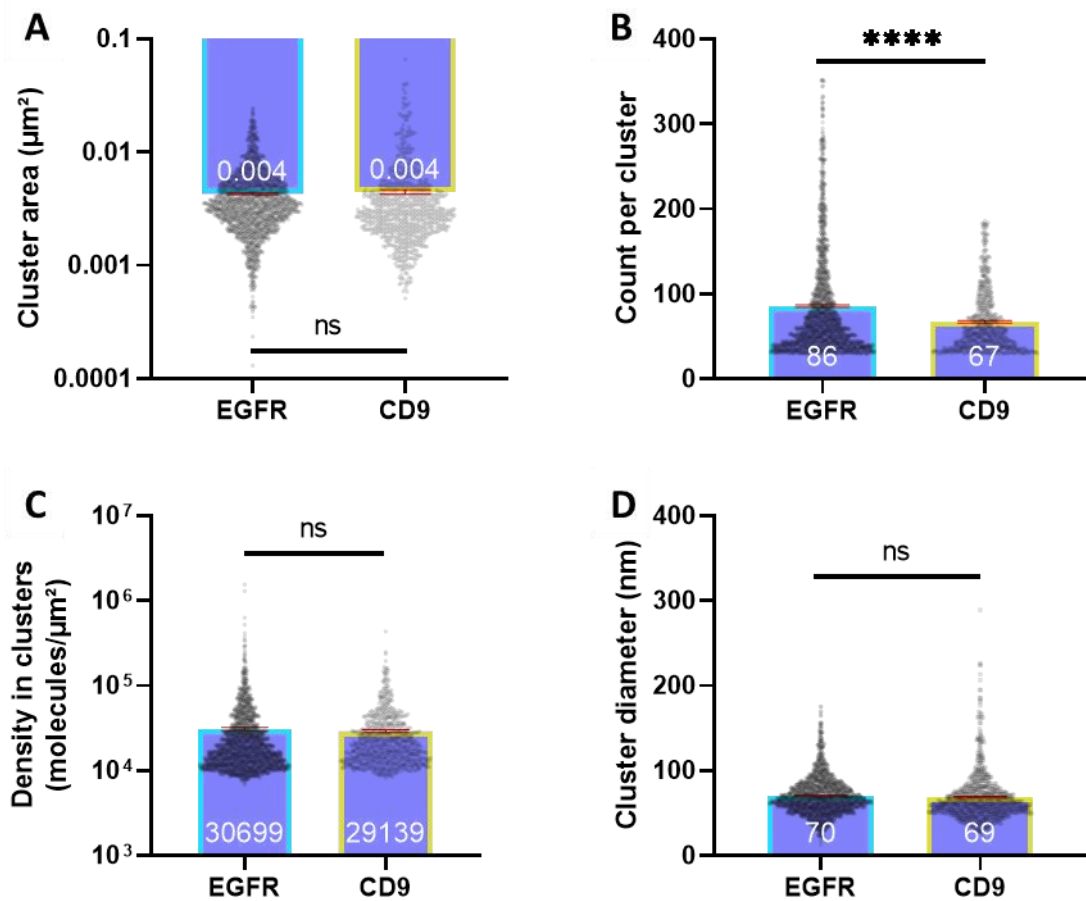 A
Cluster area (µm²)
0.1
0.01
0.001
0.0001
0.004
0.004
ns
EGFR
CD9
B
Count per cluster
400
300
200
100
0
****
86
67
EGFR
CD9
C
Density in clusters
(molecules/µm²)
10⁷
10⁶
10⁵
10⁴
10³
ns
30699
29139
EGFR
CD9
D
Cluster diameter (nm)
400
300
200
100
0
ns
70
69
EGFR
CD9